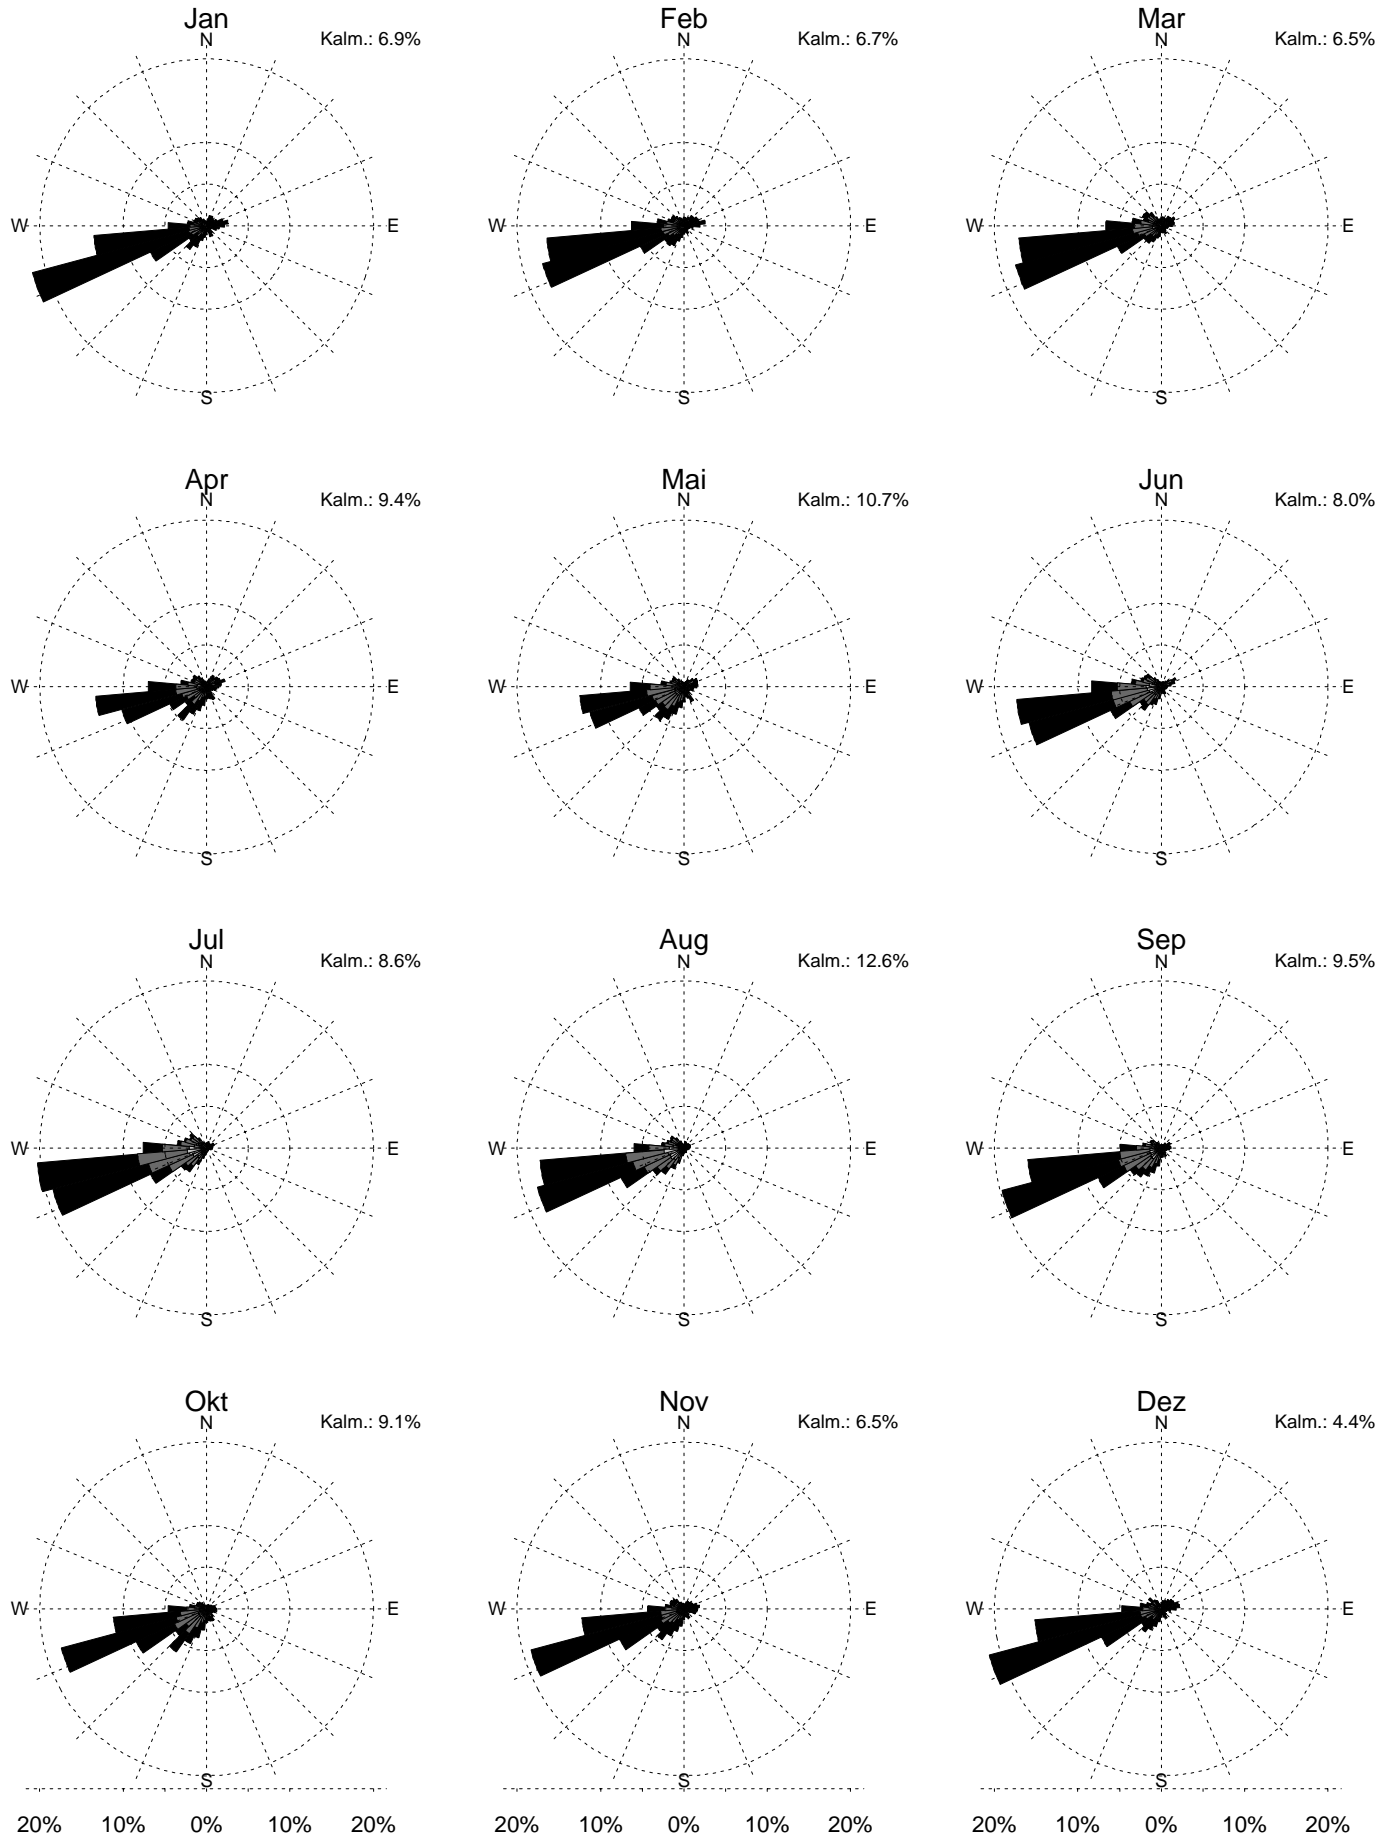 Jan
N
Kalm.: 6.9%
W
E
S
Feb
N
Kalm.: 6.7%
W
E
S
Mar
N
Kalm.: 6.5%
W
E
S
Apr
N
Kalm.: 9.4%
W
E
S
Mai
N
Kalm.: 10.7%
W
E
S
Jun
N
Kalm.: 8.0%
W
E
S
Jul
N
Kalm.: 8.6%
W
E
S
Aug
N
Kalm.: 12.6%
W
E
S
Sep
N
Kalm.: 9.5%
W
E
S
Okt
N
Kalm.: 9.1%
W
E
S
Nov
N
Kalm.: 6.5%
W
E
S
Dez
N
Kalm.: 4.4%
W
E
S
20% 10% 0% 10% 20%
20% 10% 0% 10% 20%
20% 10% 0% 10% 20%